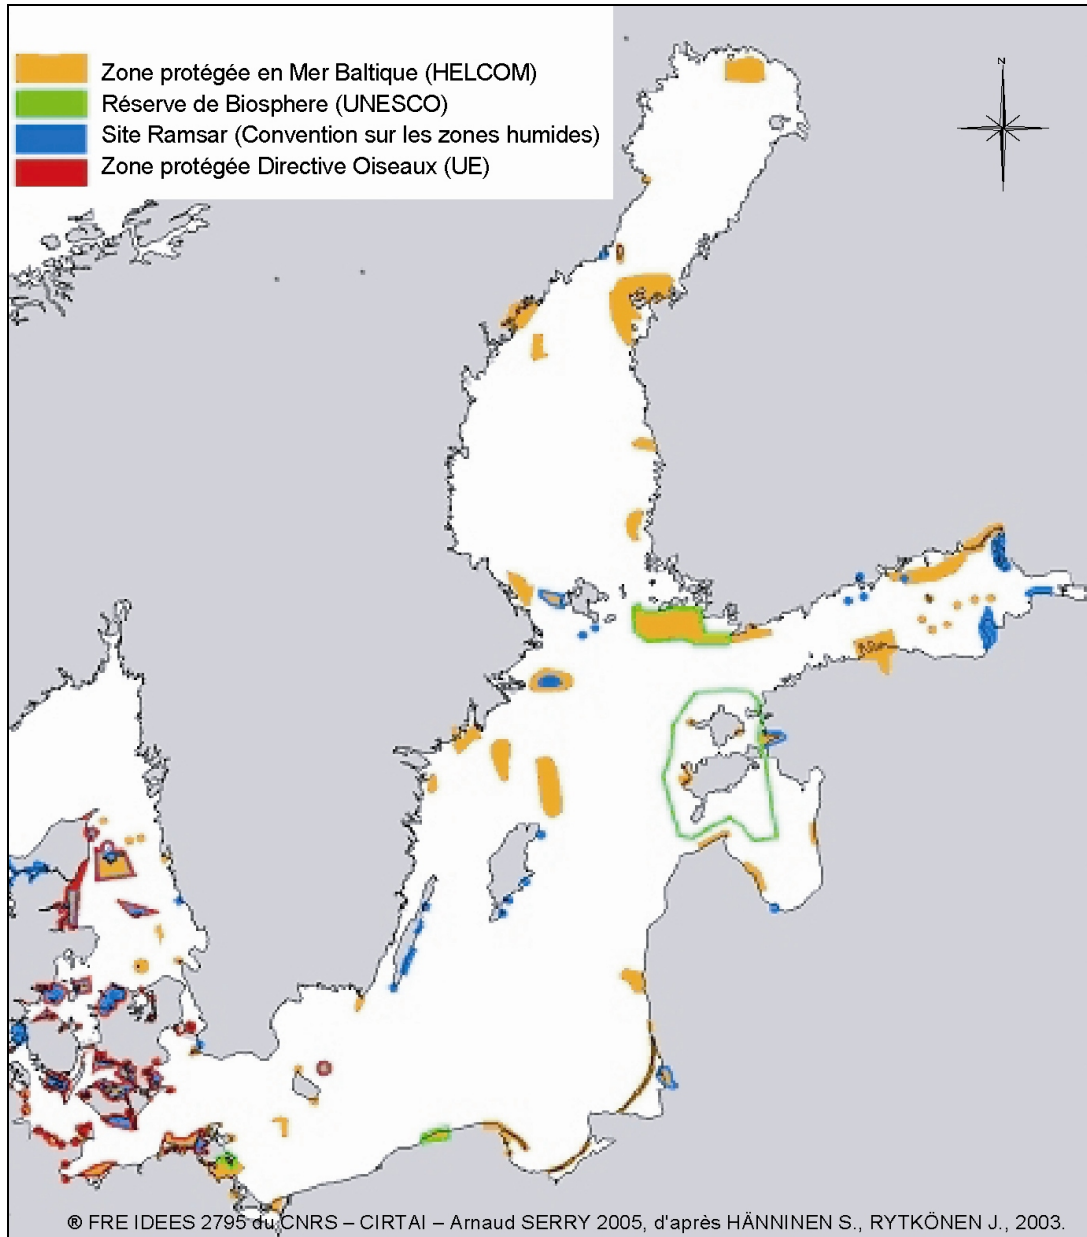 Zone protégée en Mer Baltique (HELCOM)
Réserve de Biosphere (UNESCO)
Site Ramsar (Convention sur les zones humides)
Zone protégée Directive Oiseaux (UE)
N
® FRE IDEES 2795 du CNRS – CIRTAI – Arnaud SERRY 2005, d'après HÄNNINEN S., RYTKÖNEN J., 2003.